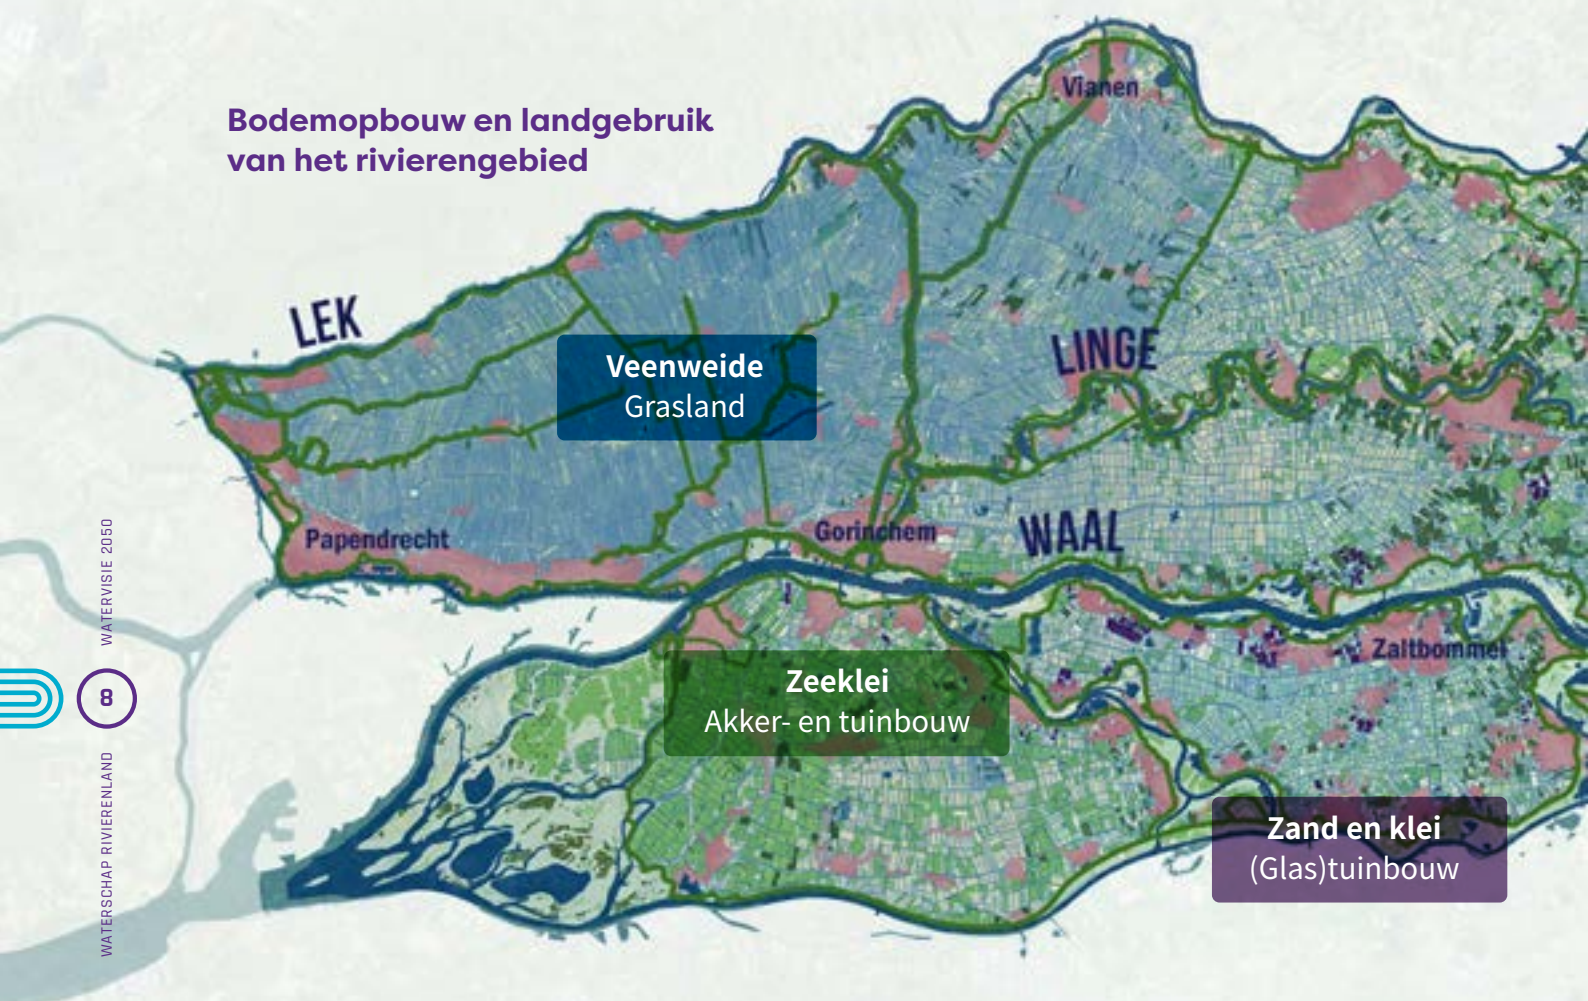 Bodemopbouw en landgebruik
van het rivierengebied
Vianen
LEK
LINGE
Veenweide
Grasland
Papendrecht
Gorinchem
WAAL
Zaltbommel
Zeeklei
Akker- en tuinbouw
Zand en klei
(Glas)tuinbouw
WATERVISIE 2050
8
WATERSCHAP RIVIERENLAND